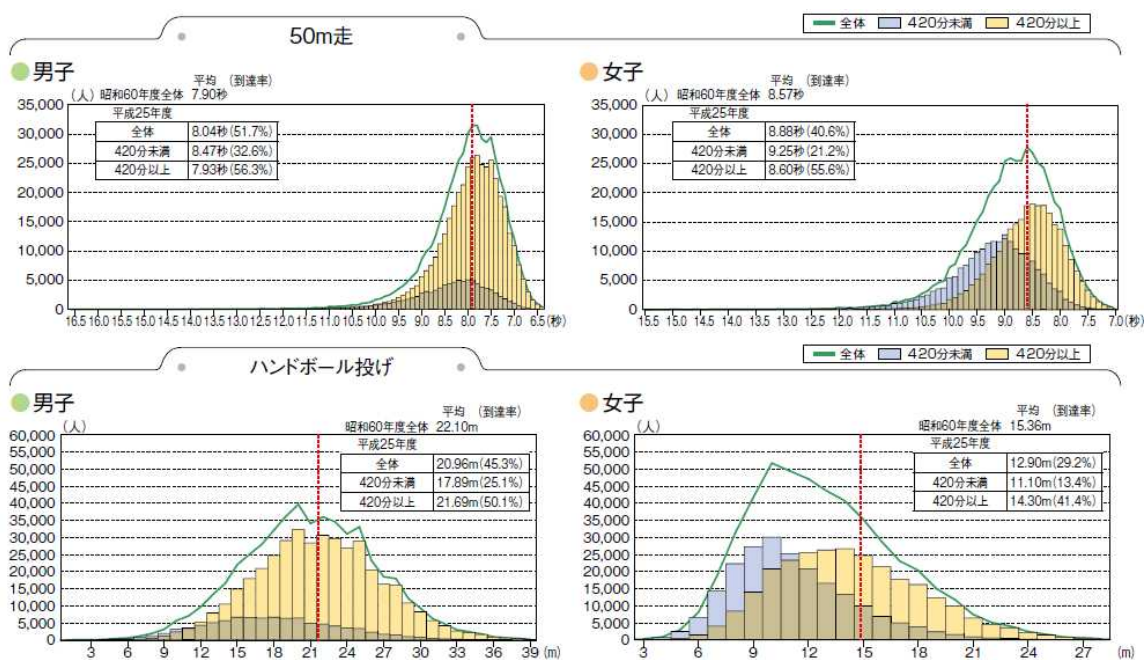 50m走
全体 420分未満 420分以上
男子
平均 (到達率)
(人) 昭和60年度全体 7.90秒
平成25年度
全体 8.04秒(51.7%)
420分未満 8.47秒(32.6%)
420分以上 7.93秒(56.3%)
35,000
30,000
25,000
20,000
15,000
10,000
5,000
0
16.5 16.0 15.5 15.0 14.5 14.0 13.5 13.0 12.5 12.0 11.5 11.0 10.5 10.0 9.5 9.0 8.5 8.0 7.5 7.0 6.5 (秒)
女子
平均 (到達率)
(人) 昭和60年度全体 8.57秒
平成25年度
全体 8.88秒(40.6%)
420分未満 9.25秒(21.2%)
420分以上 8.60秒(55.6%)
35,000
30,000
25,000
20,000
15,000
10,000
5,000
0
15.5 15.0 14.5 14.0 13.5 13.0 12.5 12.0 11.5 11.0 10.5 10.0 9.5 9.0 8.5 8.0 7.5 7.0 (秒)
ハンドボール投げ
全体 420分未満 420分以上
男子
平均 (到達率)
(人) 昭和60年度全体 22.10m
平成25年度
全体 20.96m(45.3%)
420分未満 17.89m(25.1%)
420分以上 21.69m(50.1%)
60,000
55,000
50,000
45,000
40,000
35,000
30,000
25,000
20,000
15,000
10,000
5,000
0
3 6 9 12 15 18 21 24 27 30 33 36 39 (m)
女子
平均 (到達率)
(人) 昭和60年度全体 15.36m
平成25年度
全体 12.90m(29.2%)
420分未満 11.10m(13.4%)
420分以上 14.30m(41.4%)
60,000
55,000
50,000
45,000
40,000
35,000
30,000
25,000
20,000
15,000
10,000
5,000
0
3 6 9 12 15 18 21 24 27 (m)